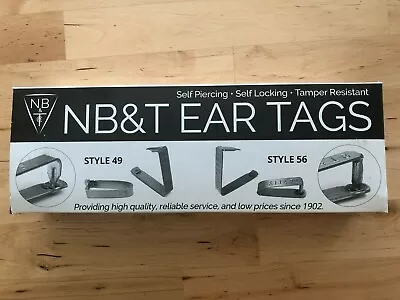 Self Piercing • Self Locking • Tamper Resistant
NB
&
T
NB&T EAR TAGS
STYLE 49
STYLE 56
Providing high quality, reliable service, and low prices since 1902.